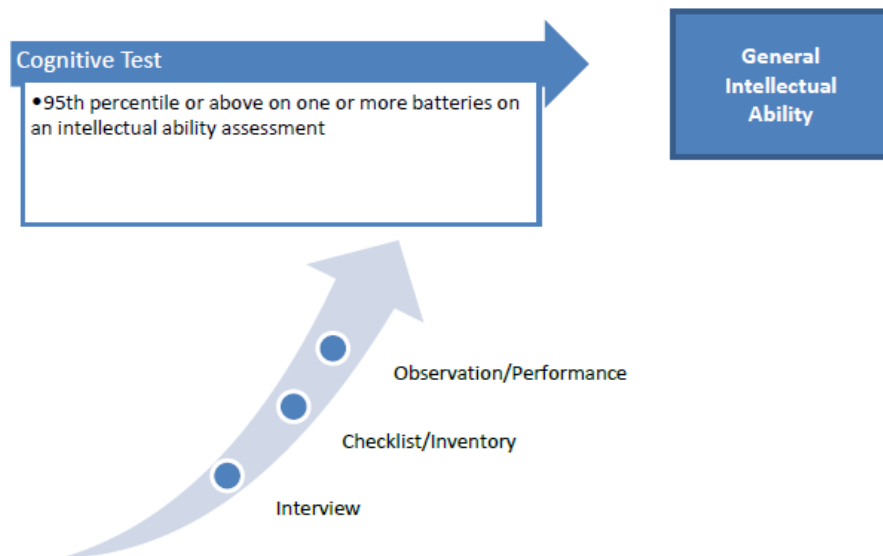 Cognitive Test
•95th percentile or above on one or more batteries on
an intellectual ability assessment
General
Intellectual
Ability
Observation/Performance
Checklist/Inventory
Interview